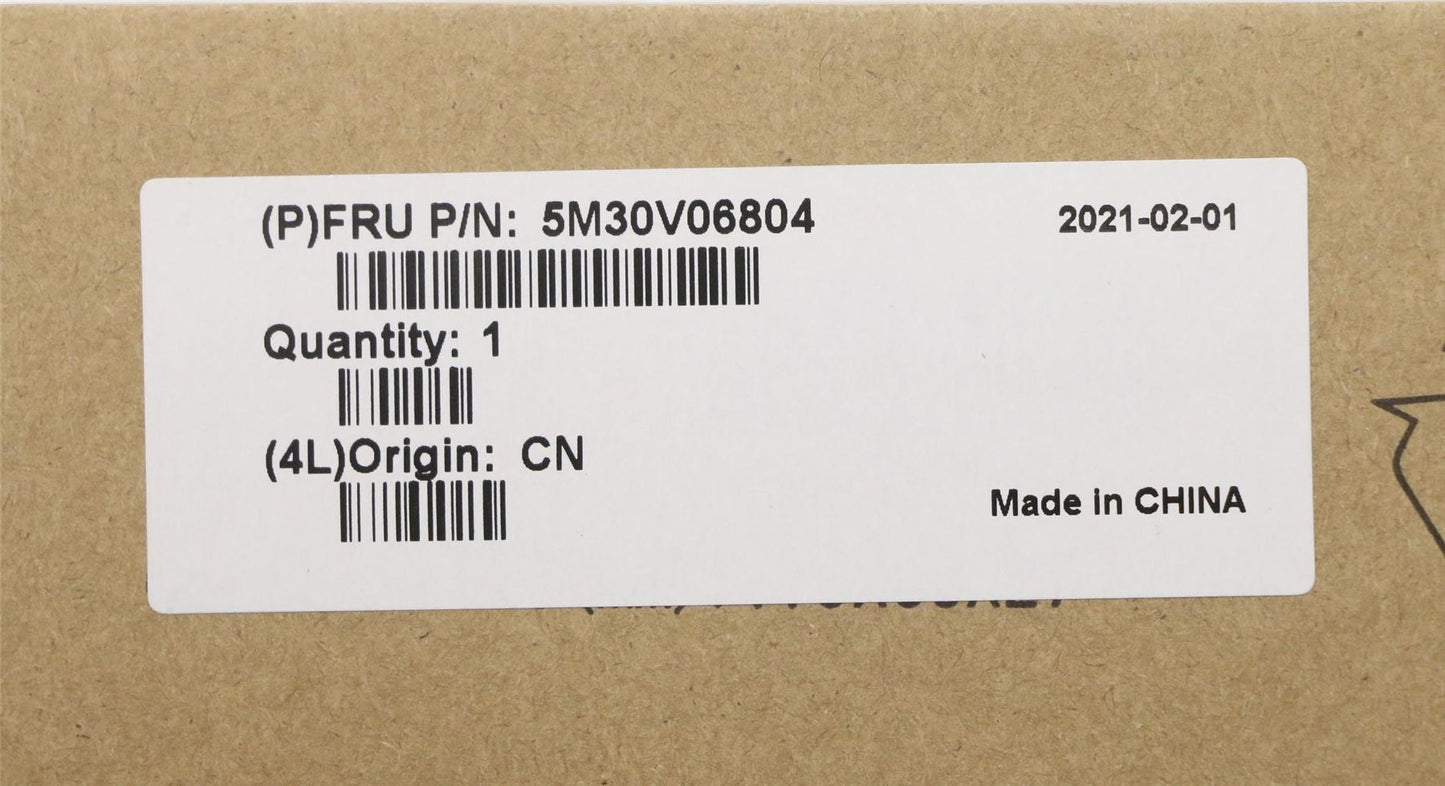 (P)FRU P/N: 5M30V06804
2021-02-01
Quantity: 1
(4L)Origin: CN
Made in CHINA